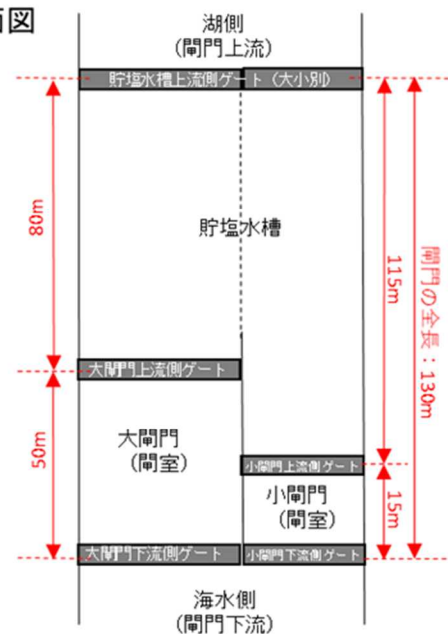 面図
湖側
(閘門上流)
貯塩水槽上流側ゲート（大小別）
80m
貯塩水槽
115m
閘門の全長：130m
大閘門上流側ゲート
50m
大閘門
(閘室)
小閘門上流側ゲート
小閘門
(閘室)
15m
大閘門下流側ゲート
小閘門下流側ゲート
海水側
(閘門下流)